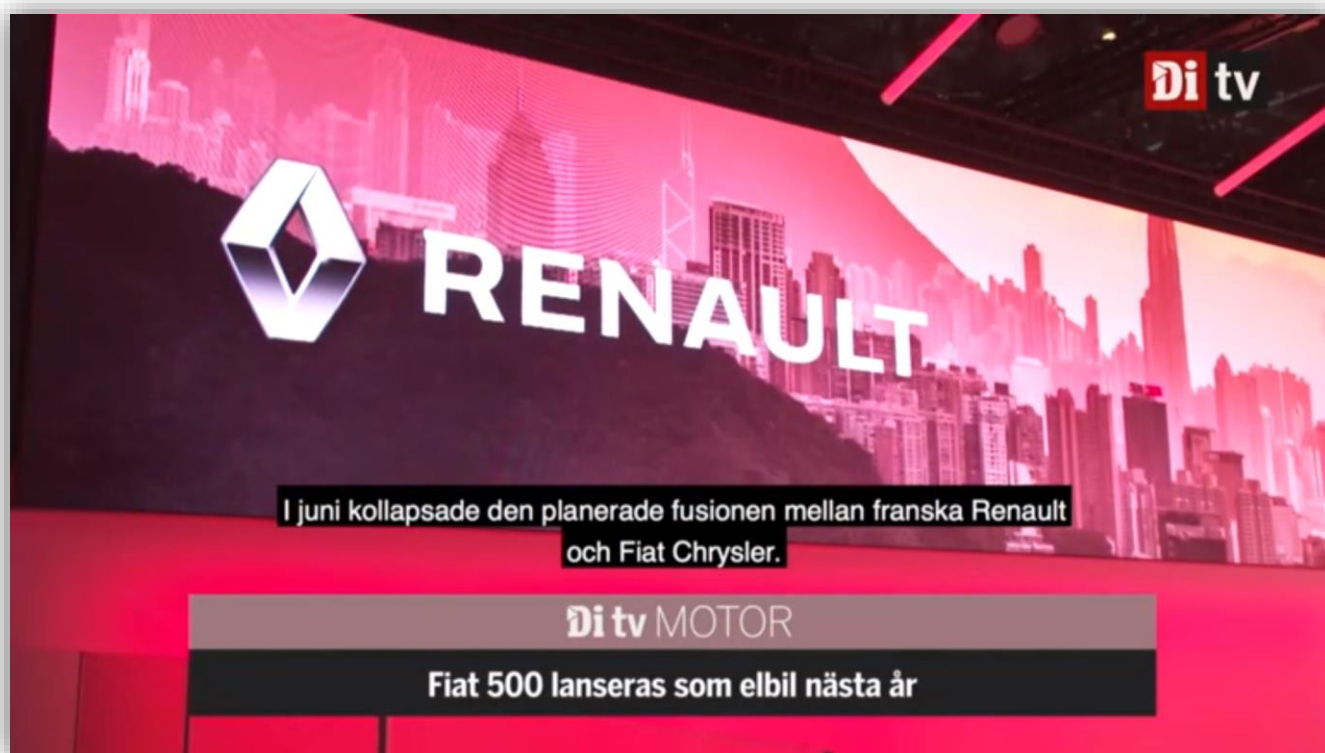 Di tv
RENAULT
I juni kollapsade den planerade fusionen mellan franska Renault
och Fiat Chrysler.
Di tv MOTOR
Fiat 500 lanseras som elbil nästa år